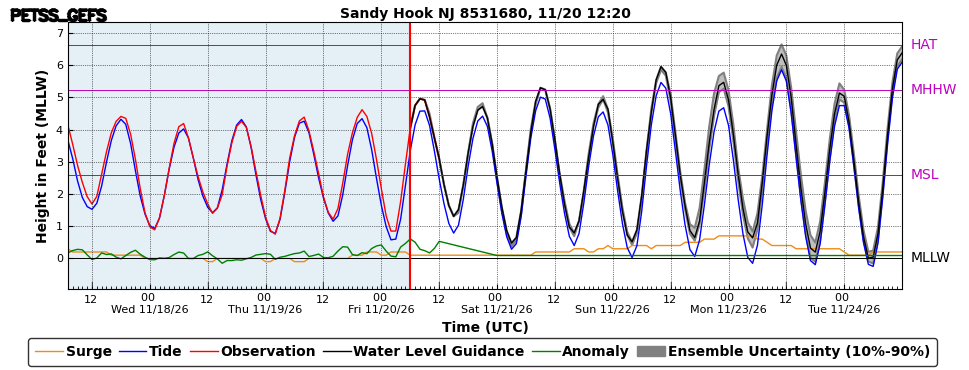 PETSS_GEFS
Sandy Hook NJ 8531680, 11/20 12:20
Height in Feet (MLLW)
7
6
5
4
3
2
1
0
HAT
MHHW
MSL
MLLW
12 00 12 00 12 00 12 00 12 00 12 00 12 00
Wed 11/18/26 Thu 11/19/26 Fri 11/20/26 Sat 11/21/26 Sun 11/22/26 Mon 11/23/26 Tue 11/24/26
Time (UTC)
Surge Tide Observation Water Level Guidance Anomaly Ensemble Uncertainty (10%-90%)